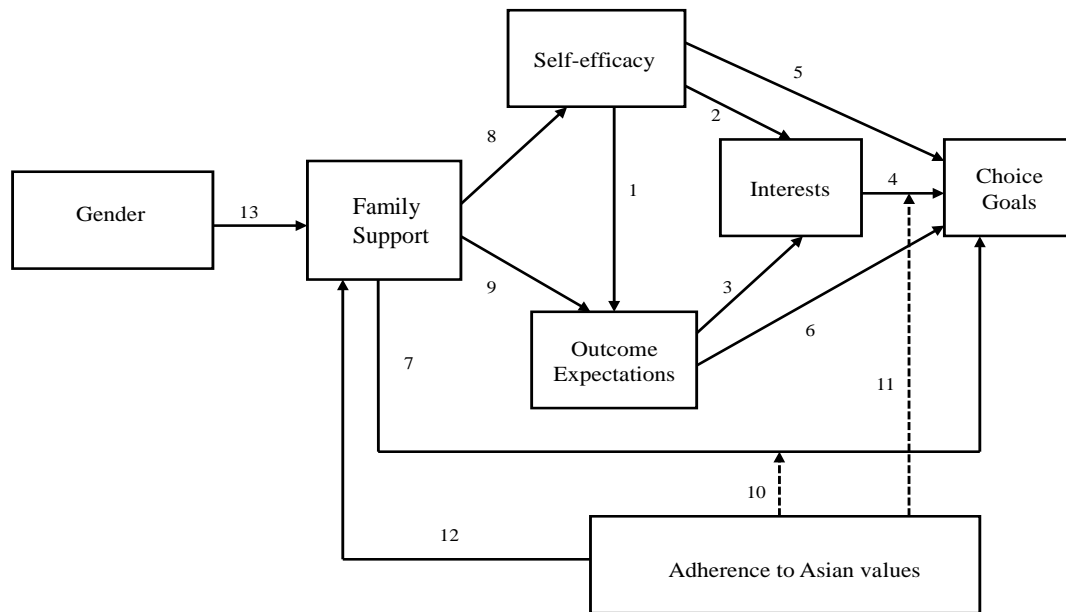 Self-efficacy
5
2
8
Interests
4
Choice
Goals
1
Gender
13
Family
Support
9
3
Outcome
Expectations
6
7
11
10
12
Adherence to Asian values